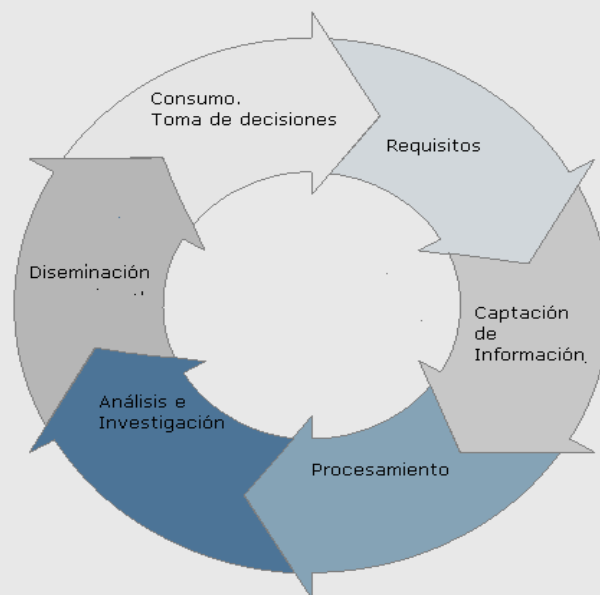 Consumo.
Toma de decisiones
Requisitos
Captación
de
Información
Procesamiento
Análisis e
Investigación
Diseminación